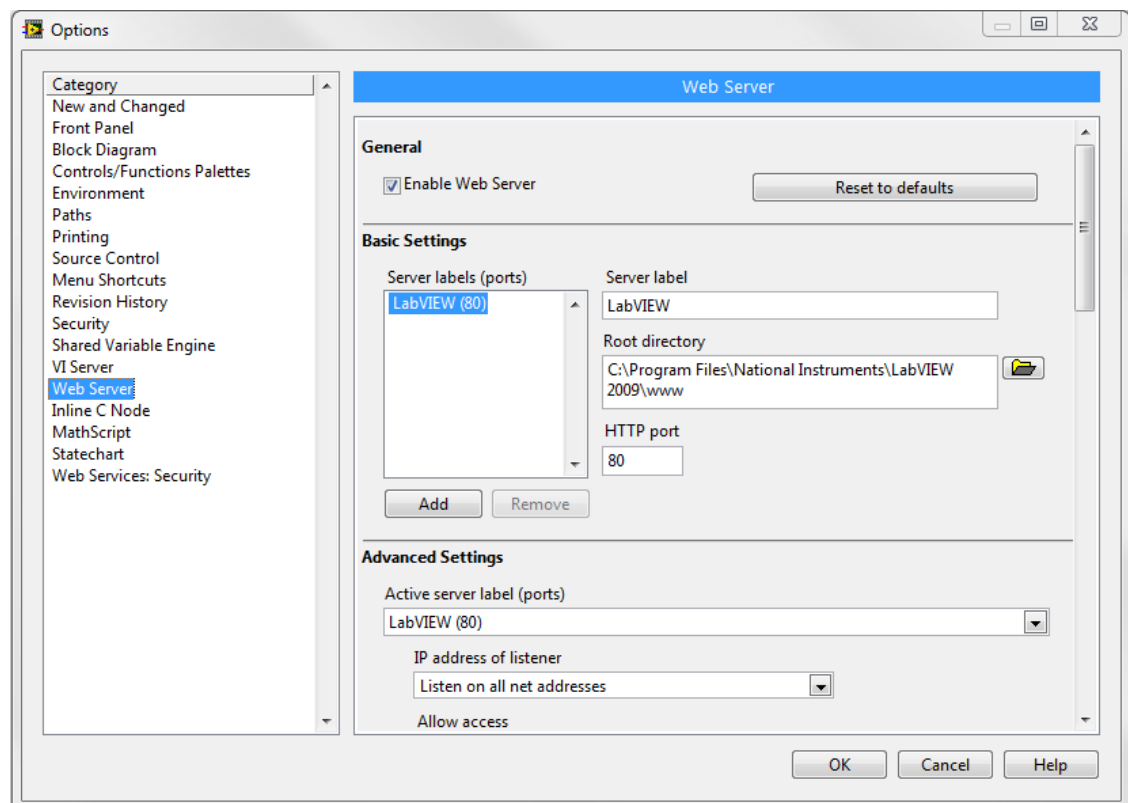 Options
Category
New and Changed
Front Panel
Block Diagram
Controls/Functions Palettes
Environment
Paths
Printing
Source Control
Menu Shortcuts
Revision History
Security
Shared Variable Engine
VI Server
Web Server
Inline C Node
MathScript
Statechart
Web Services: Security
Web Server
General
Enable Web Server
Reset to defaults
Basic Settings
Server labels (ports)
LabVIEW (80)
Add
Remove
Server label
LabVIEW
Root directory
C:\Program Files\National Instruments\LabVIEW
2009\www
HTTP port
80
Advanced Settings
Active server label (ports)
LabVIEW (80)
IP address of listener
Listen on all net addresses
Allow access
OK
Cancel
Help